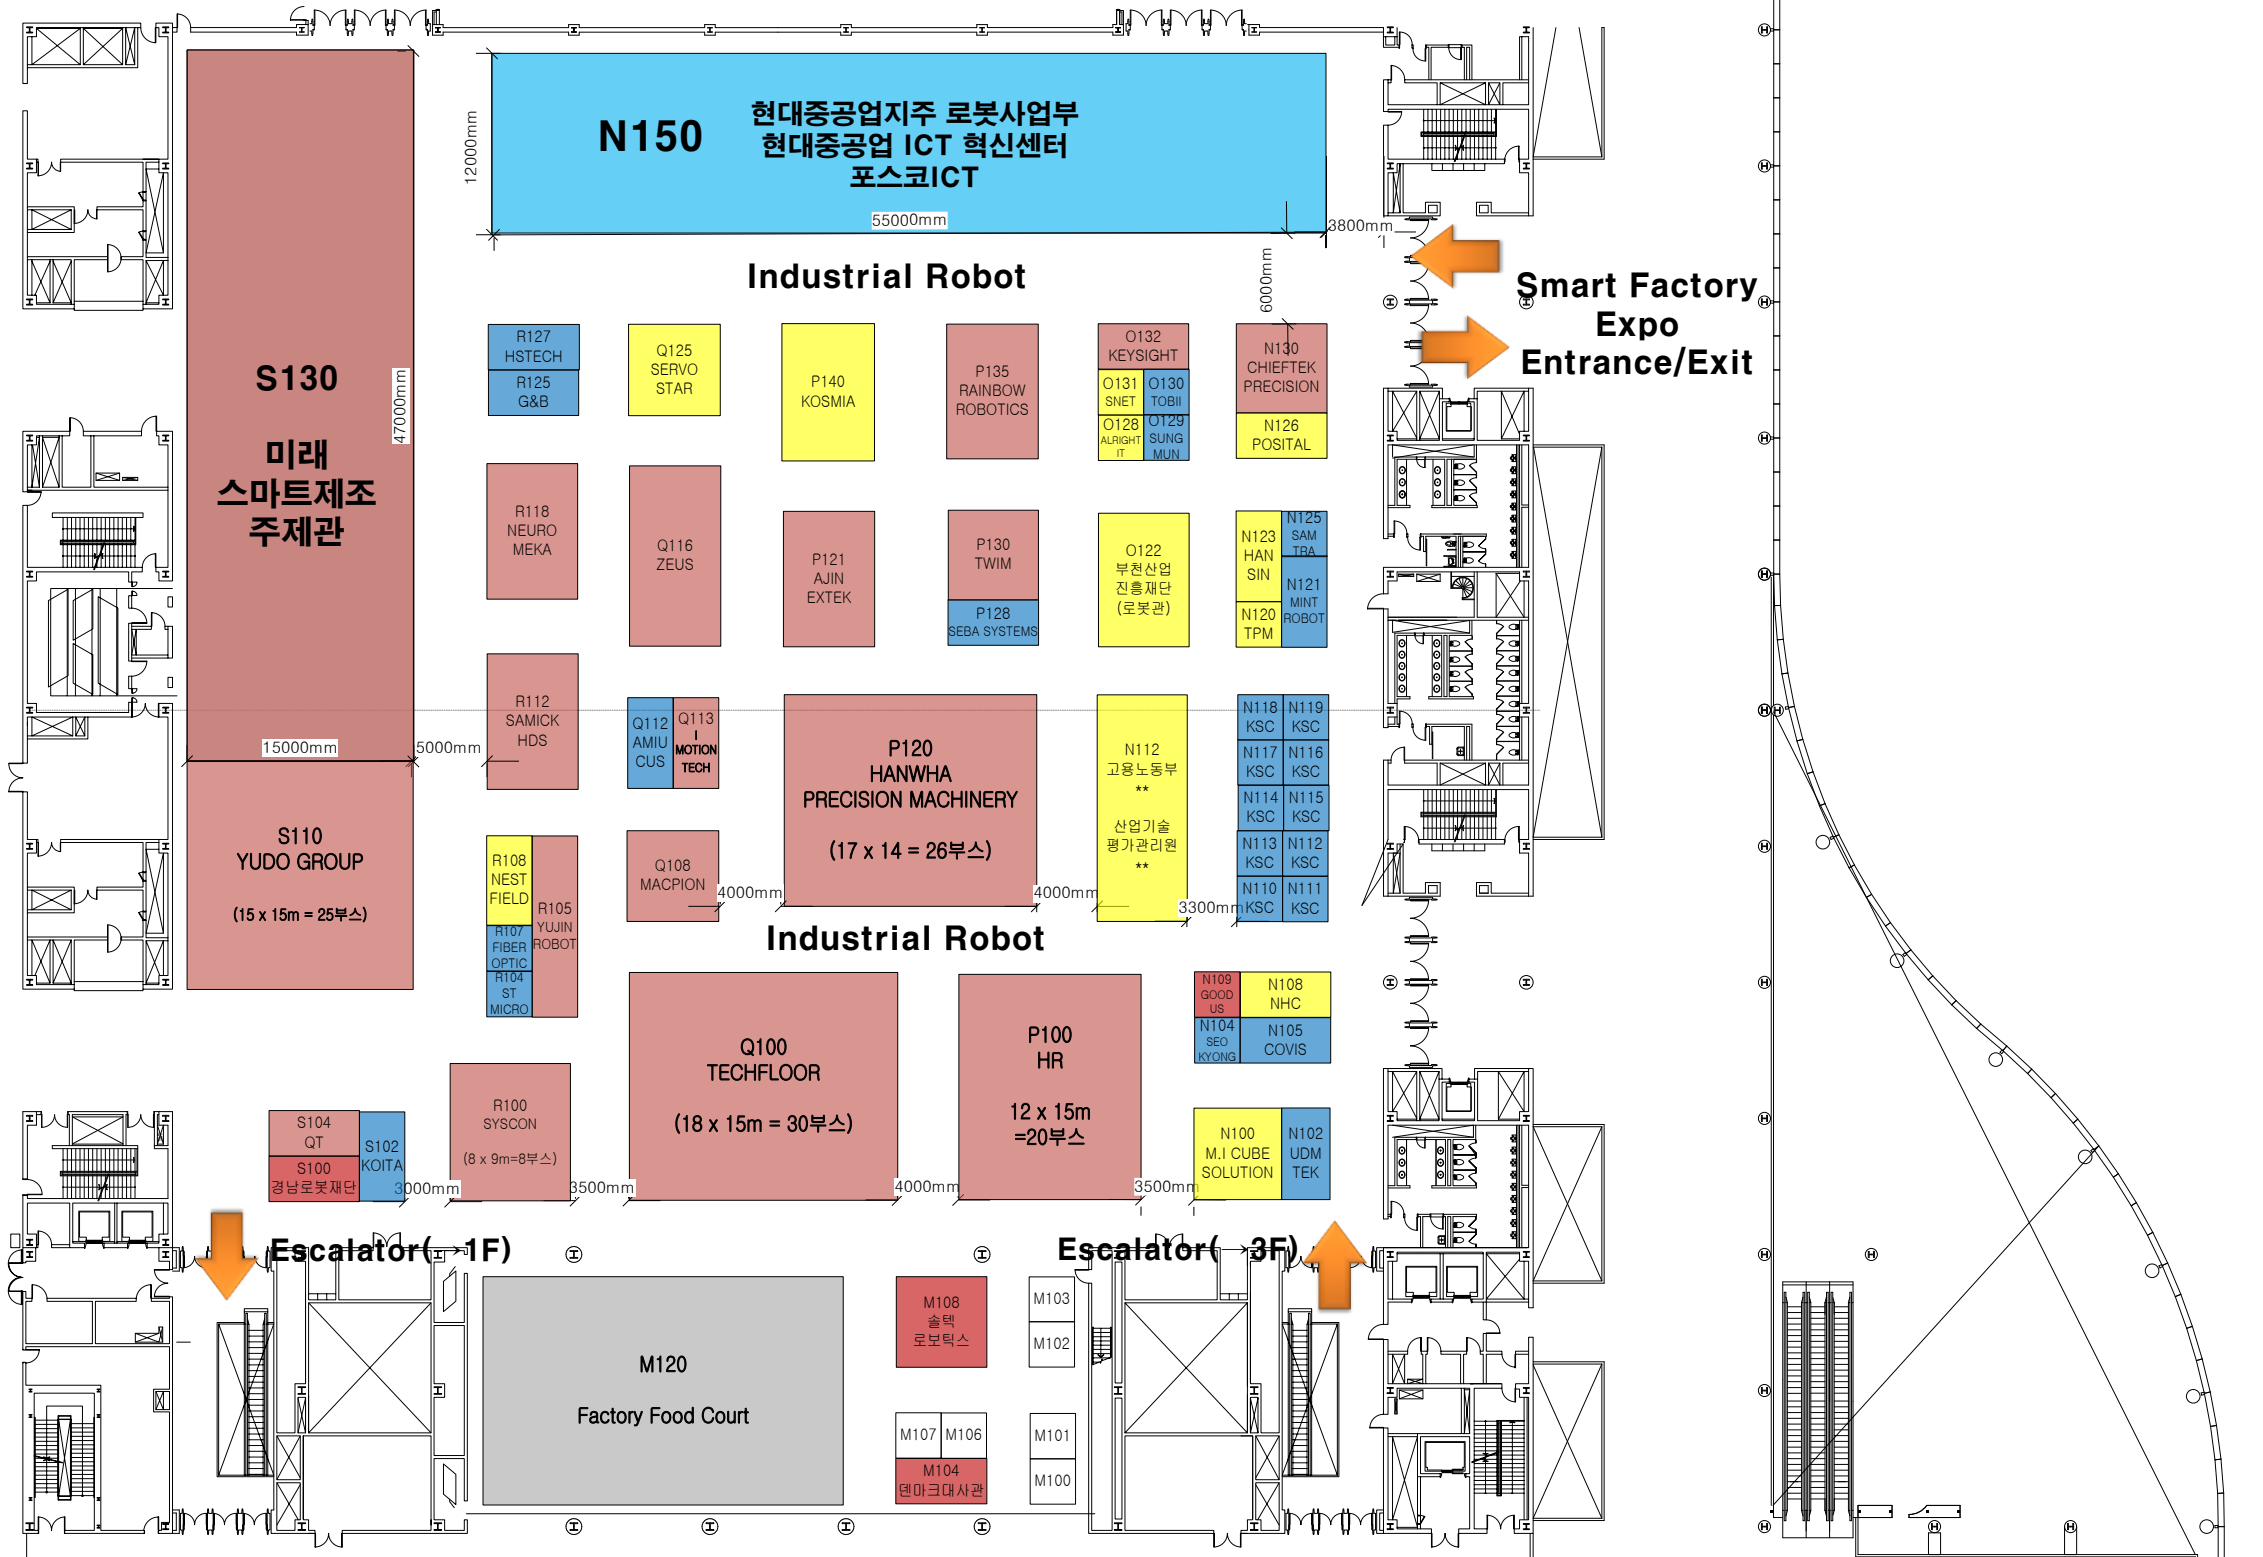 N150
현대중공업지주 로봇사업부
현대중공업 ICT 혁신센터
포스코ICT
12000mm
55000mm
3800mm
6000mm
Industrial Robot
Smart Factory
Expo
Entrance/Exit
S130
미래
스마트제조
주제관
47000mm
15000mm
5000mm
R127
HSTECH
R125
G&B
Q125
SERVO
STAR
P140
KOSMIA
P135
RAINBOW
ROBOTICS
O132
KEYSIGHT
O131
SNET
O130
TOBII
O128
ALRIGHT
IT
O129
SUNG
MUN
N130
CHIEFTEK
PRECISION
N126
POSITAL
R118
NEURO
MEKA
Q116
ZEUS
P121
AJIN
EXTEK
P130
TWIM
P128
SEBA SYSTEMS
O122
부천산업
진흥재단
(로봇관)
N123
HAN
SIN
N125
SAM
TRA
N120
TPM
N121
MINT
ROBOT
R112
SAMICK
HDS
Q112
AMIU
CUS
Q113
I
MOTION
TECH
P120
HANWHA
PRECISION MACHINERY
(17 x 14 = 26부스)
N112
고용노동부
**
산업기술
평가관리원
**
N118
KSC
N119
KSC
N117
KSC
N116
KSC
N114
KSC
N115
KSC
N113
KSC
N112
KSC
N110
KSC
N111
KSC
S110
YUDO GROUP
(15 x 15m = 25부스)
R108
NEST
FIELD
R107
FIBER
OPTIC
R104
ST
MICRO
R105
YUJIN
ROBOT
Q108
MACPION
4000mm
4000mm
3300mm
Industrial Robot
Q100
TECHFLOOR
(18 x 15m = 30부스)
P100
HR
12 x 15m
=20부스
N109
GOOD
US
N108
NHC
N104
SEO
KYONG
N105
COVIS
S104
QT
S100
경남로봇재단
S102
KOITA
3000mm
R100
SYSCON
(8 x 9m=8부스)
3500mm
4000mm
3500mm
N100
M.I CUBE
SOLUTION
N102
UDM
TEK
Escalator(→1F)
Escalator(→3F)
M120
Factory Food Court
M108
솔텍
로보틱스
M103
M102
M107
M106
M104
덴마크대사관
M101
M100